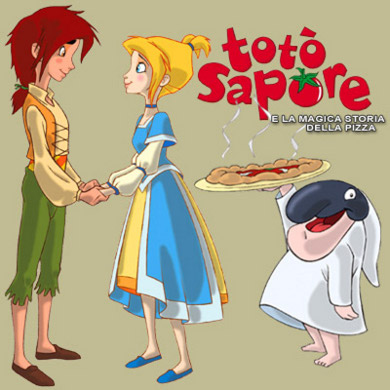 totò
sapore
E LA MAGICA STORIA
DELLA PIZZA